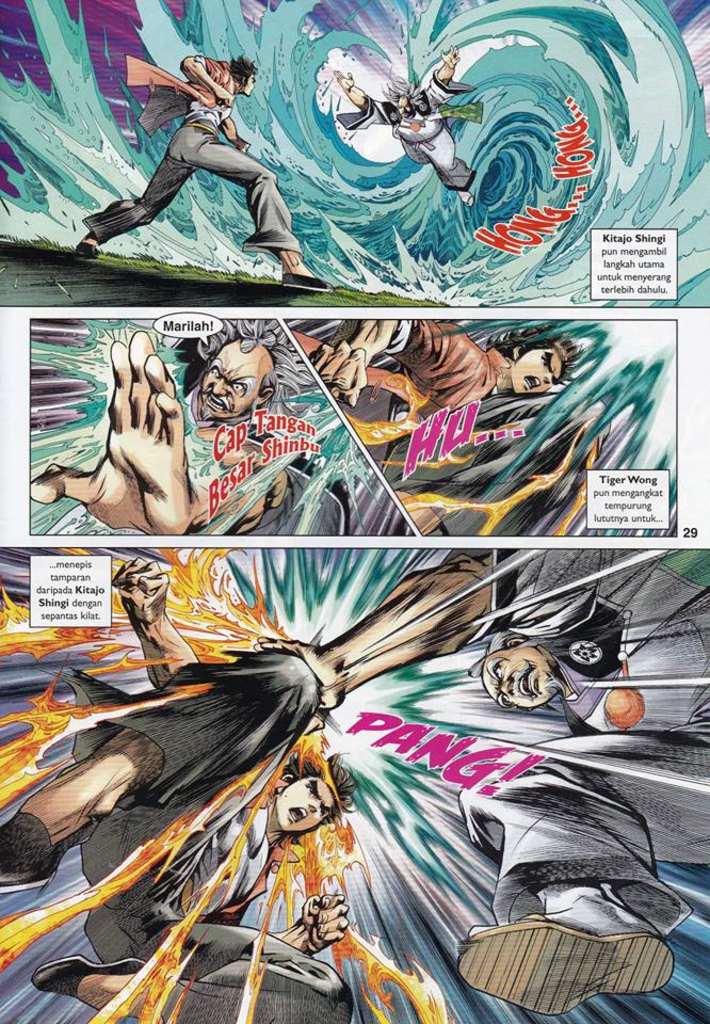 HONG... HONG...
Kitajo Shingi
pun mengambil
langkah utama
untuk menyerang
terlebih dahulu.
Marilah!
Cap Tangan
Besar Shinbu
HU...
Tiger Wong
pun mengangkat
tempurung
lututnya untuk...
29
...menepis
tamparan
daripada Kitajo
Shingi dengan
sepantas kilat.
PANG!